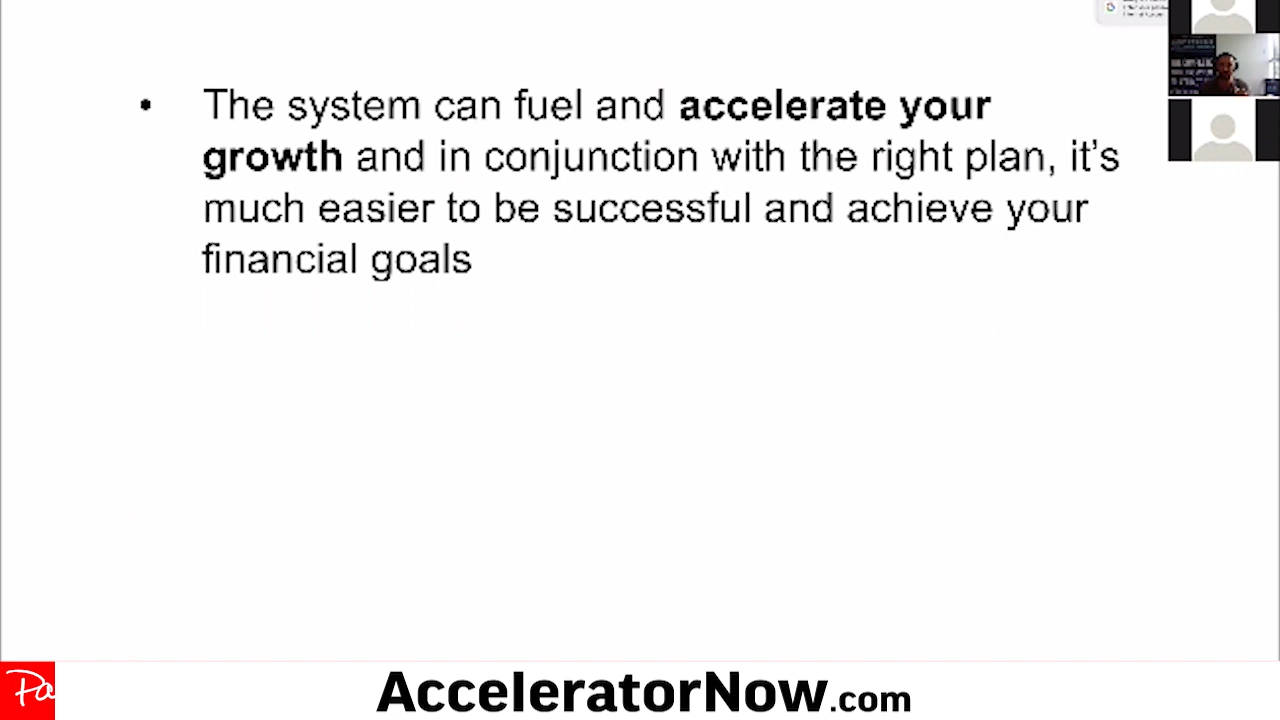 • The system can fuel and accelerate your
growth and in conjunction with the right plan, it's
much easier to be successful and achieve your
financial goals
Pa
AcceleratorNow.com